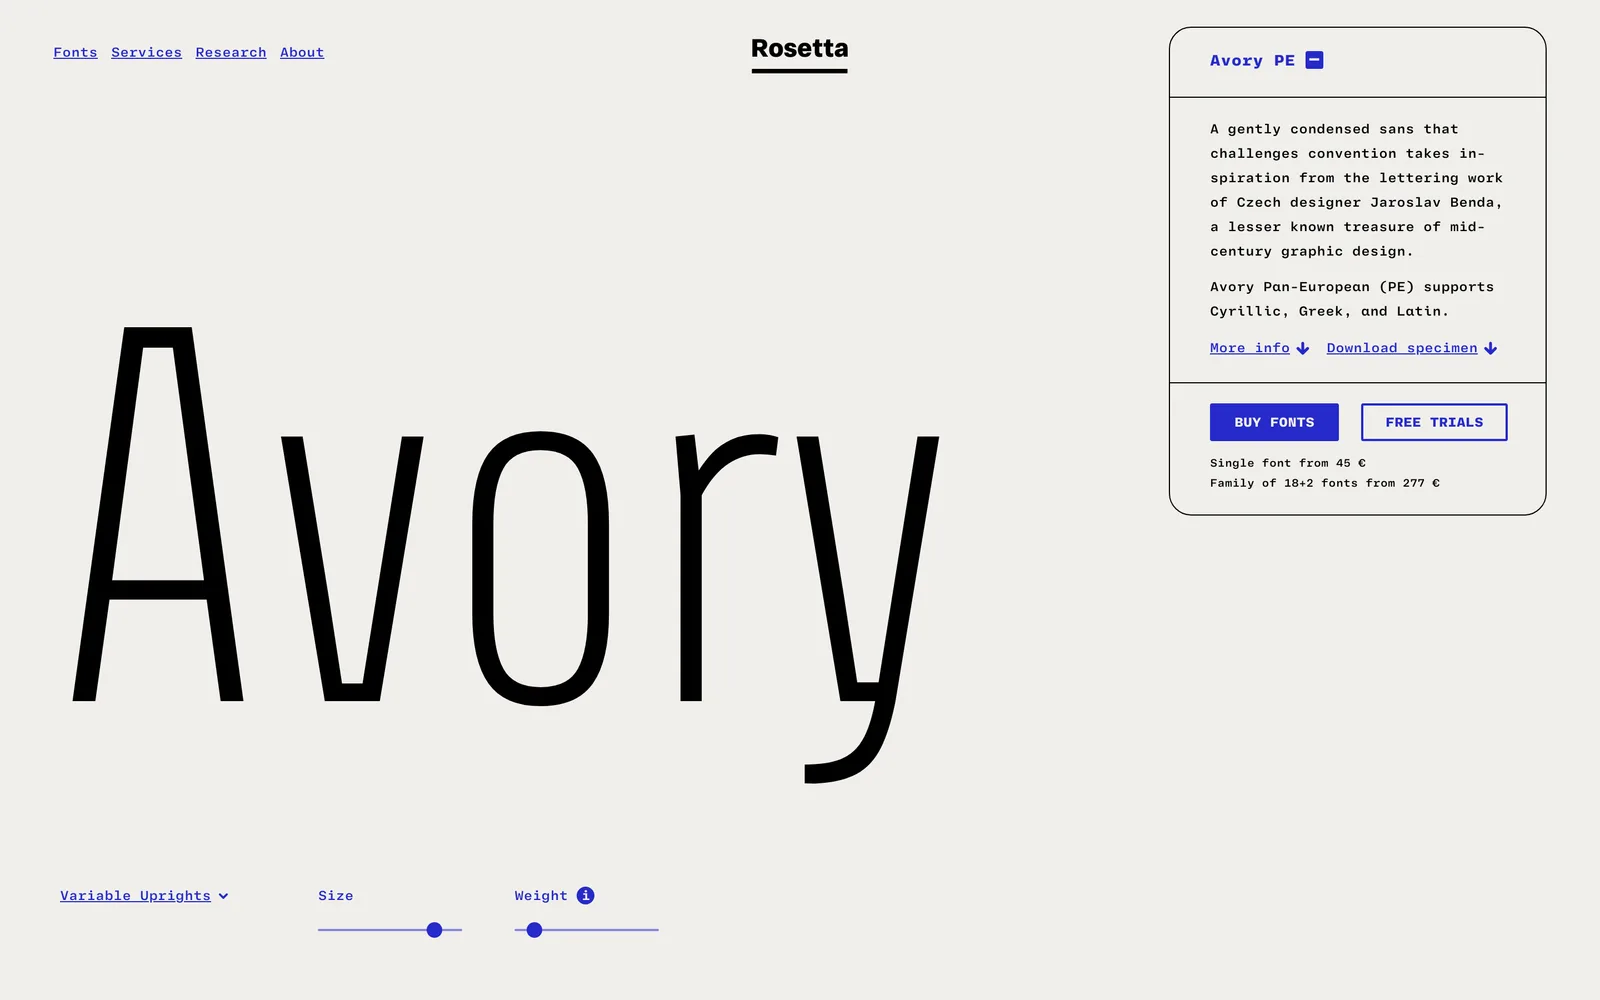 Fonts Services Research About
Rosetta
Avory PE
A gently condensed sans that
challenges convention takes in-
spiration from the lettering work
of Czech designer Jaroslav Benda,
a lesser known treasure of mid-
century graphic design.
Avory Pan-European (PE) supports
Cyrillic, Greek, and Latin.
More info Download specimen
BUY FONTS FREE TRIALS
Single font from 45 €
Family of 18+2 fonts from 277 €
Avory
Variable Uprights Size Weight i